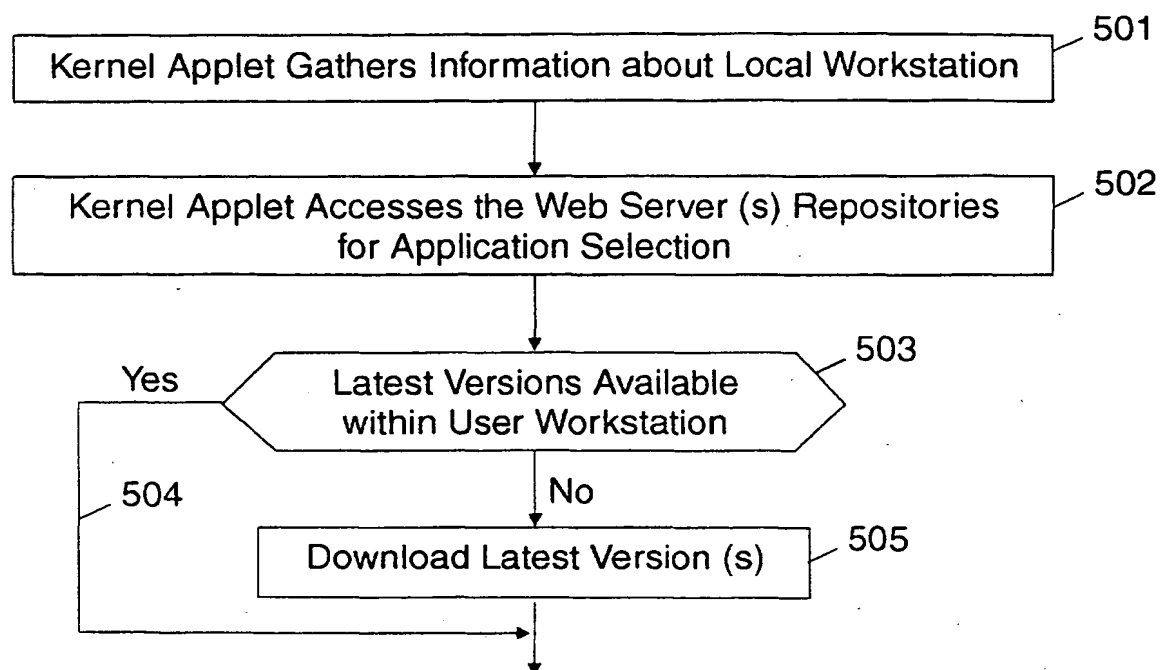 501
Kernel Applet Gathers Information about Local Workstation
502
Kernel Applet Accesses the Web Server (s) Repositories
for Application Selection
503
Yes
Latest Versions Available
within User Workstation
504
No
505
Download Latest Version (s)